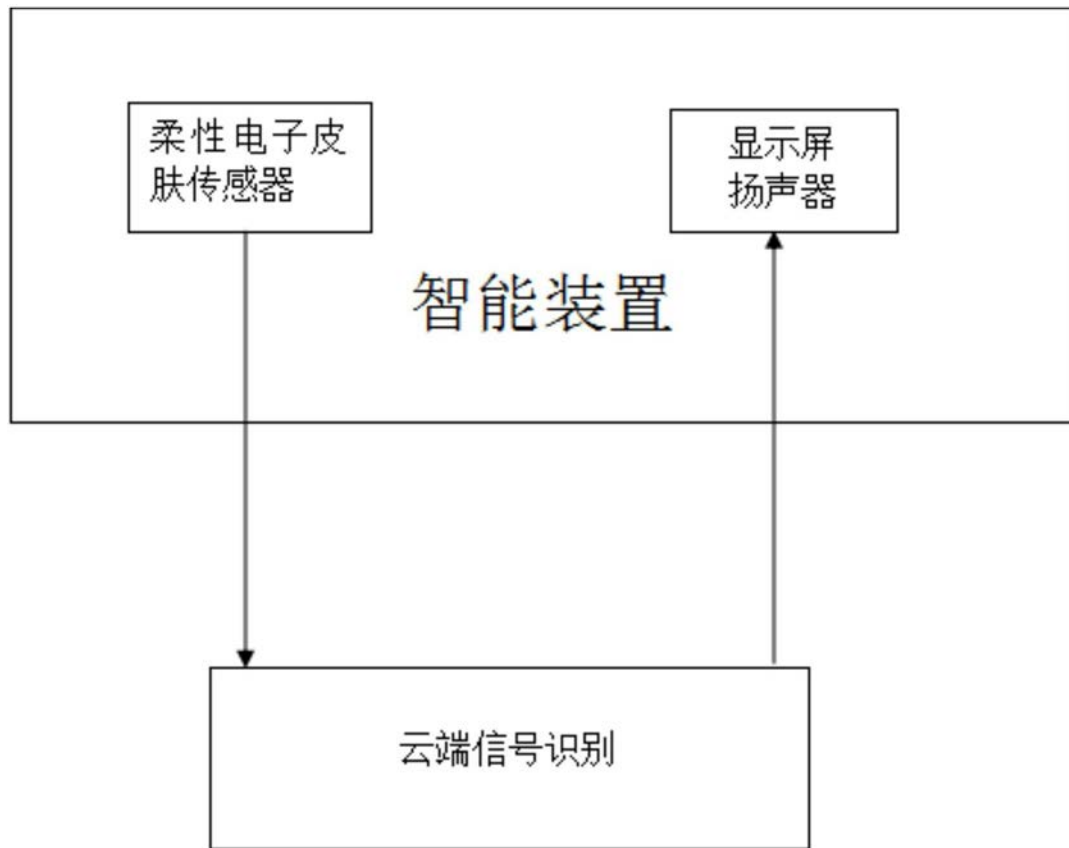 柔性电子皮
肤传感器
显示屏
扬声器
智能装置
云端信号识别